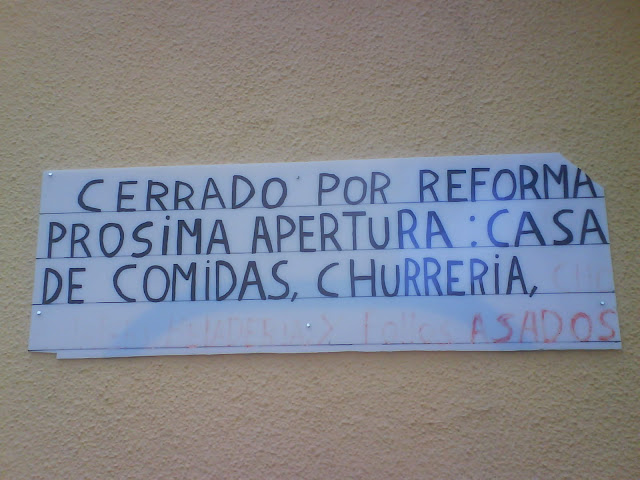 CERRADO POR REFORMA
PROSiMA APERTURA : CASA
DE COMiDAS, CHURRERiA,
ASADOS